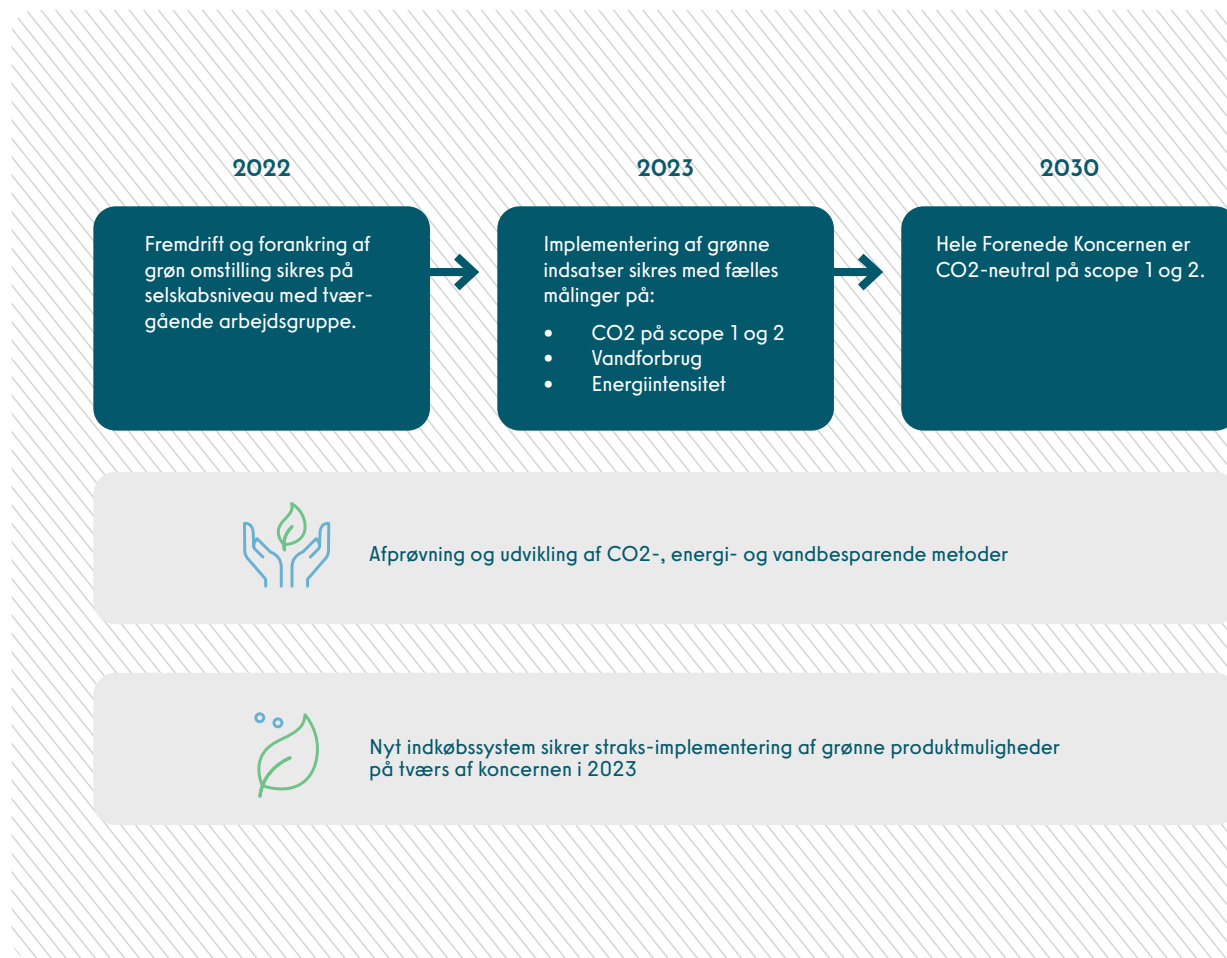 2022
Fremdrift og forankring af
grøn omstilling sikres på
selskabsniveau med tvær-
gående arbejdsgruppe.
2023
Implementering af grønne
indsatser sikres med fælles
målinger på:
• CO2 på scope 1 og 2
• Vandforbrug
• Energiintensitet
2030
Hele Forenede Koncernen er
CO2-neutral på scope 1 og 2.
Afprøvning og udvikling af CO2-, energi- og vandbesparende metoder
Nyt indkøbssystem sikrer straks-implementering af grønne produktmuligheder
på tværs af koncernen i 2023